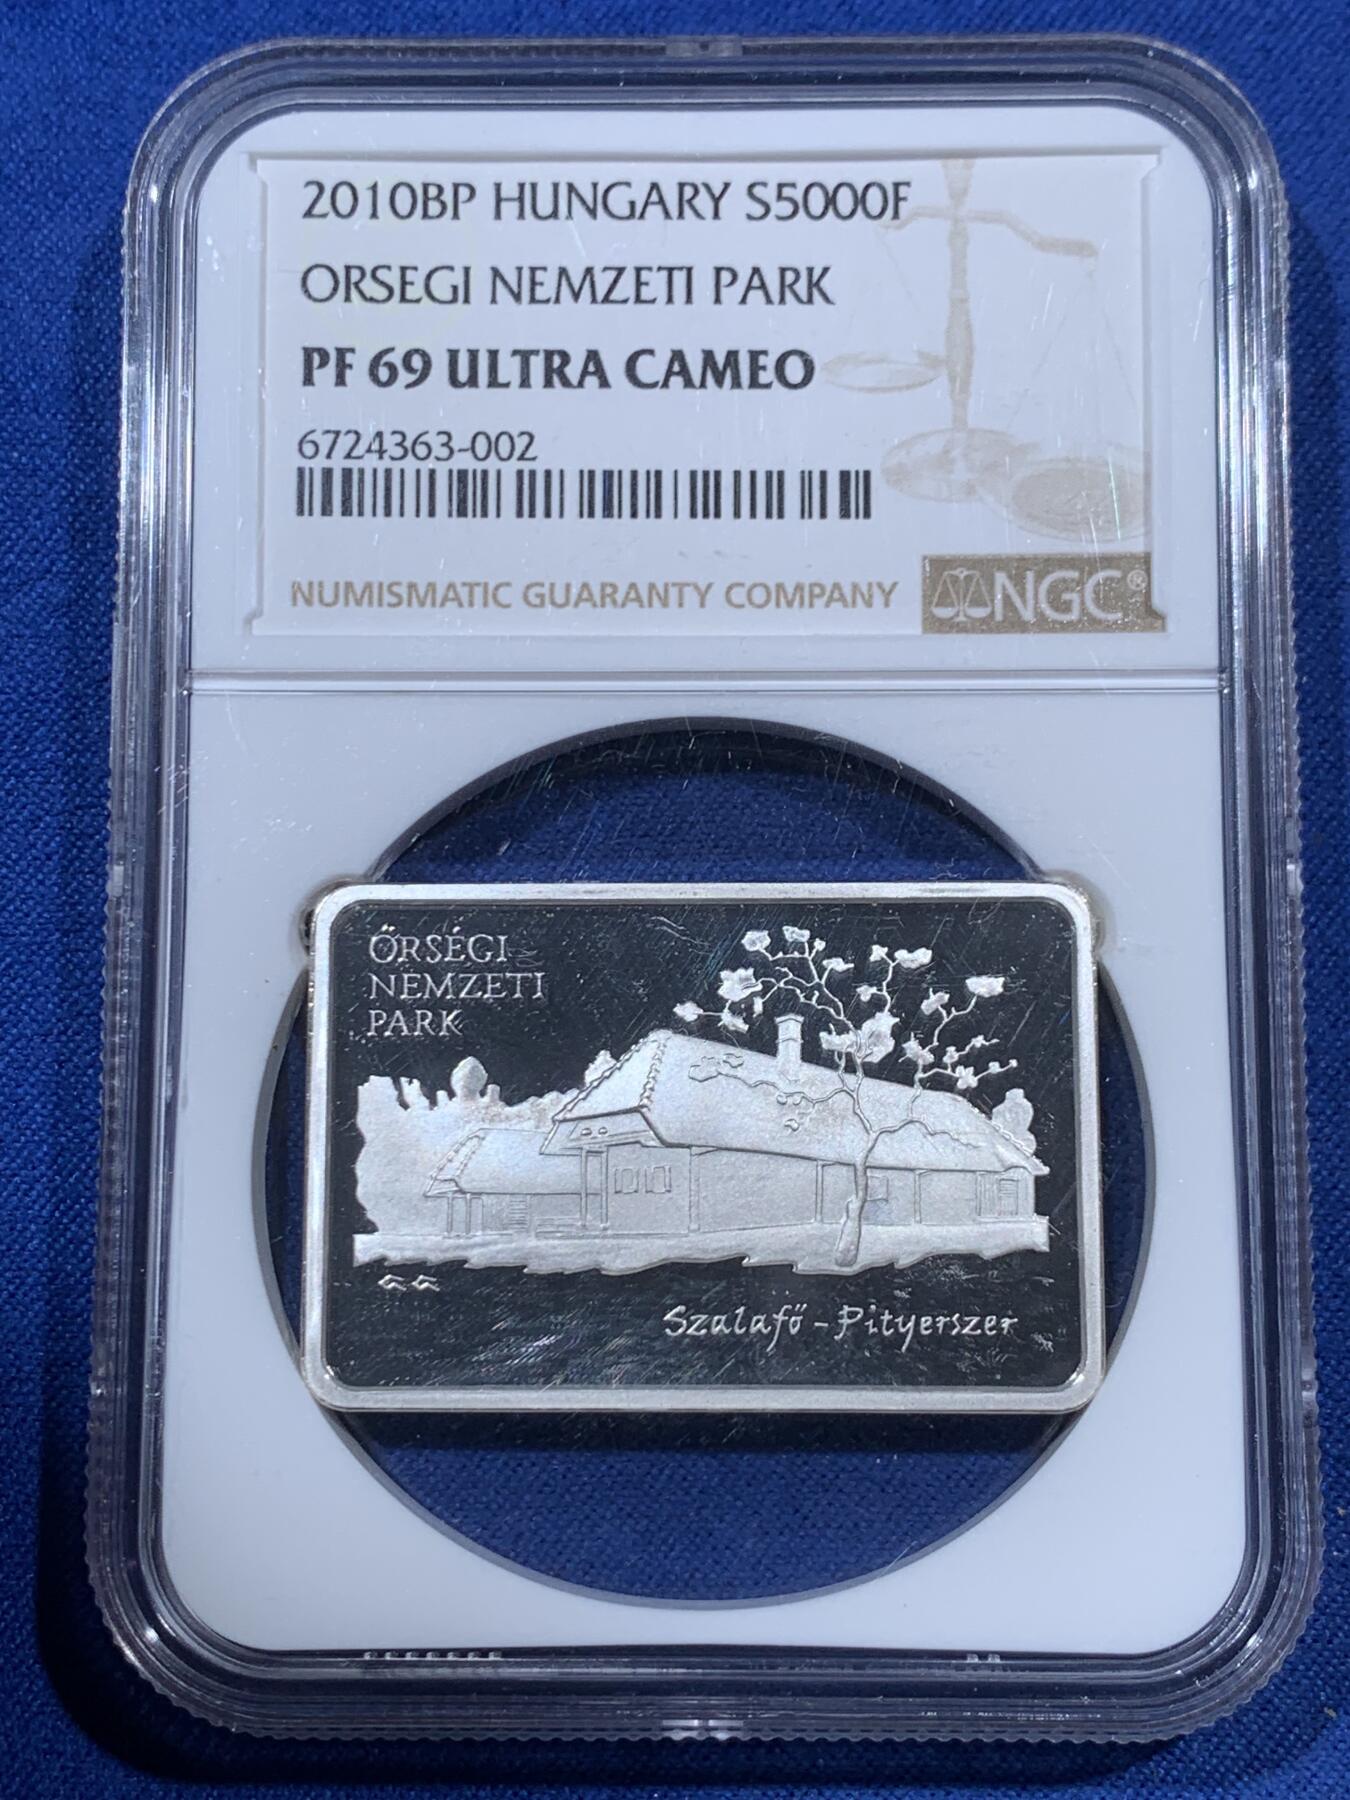 2010BP HUNGARY S5000F
ORSEGI NEMZETI PARK
PF 69 ULTRA CAMEO
6724363-002
NUMISMATIC GUARANTY COMPANY
NGC®
ŐRSÉGI
NEMZETI
PARK
Szalafő - Pityerszer